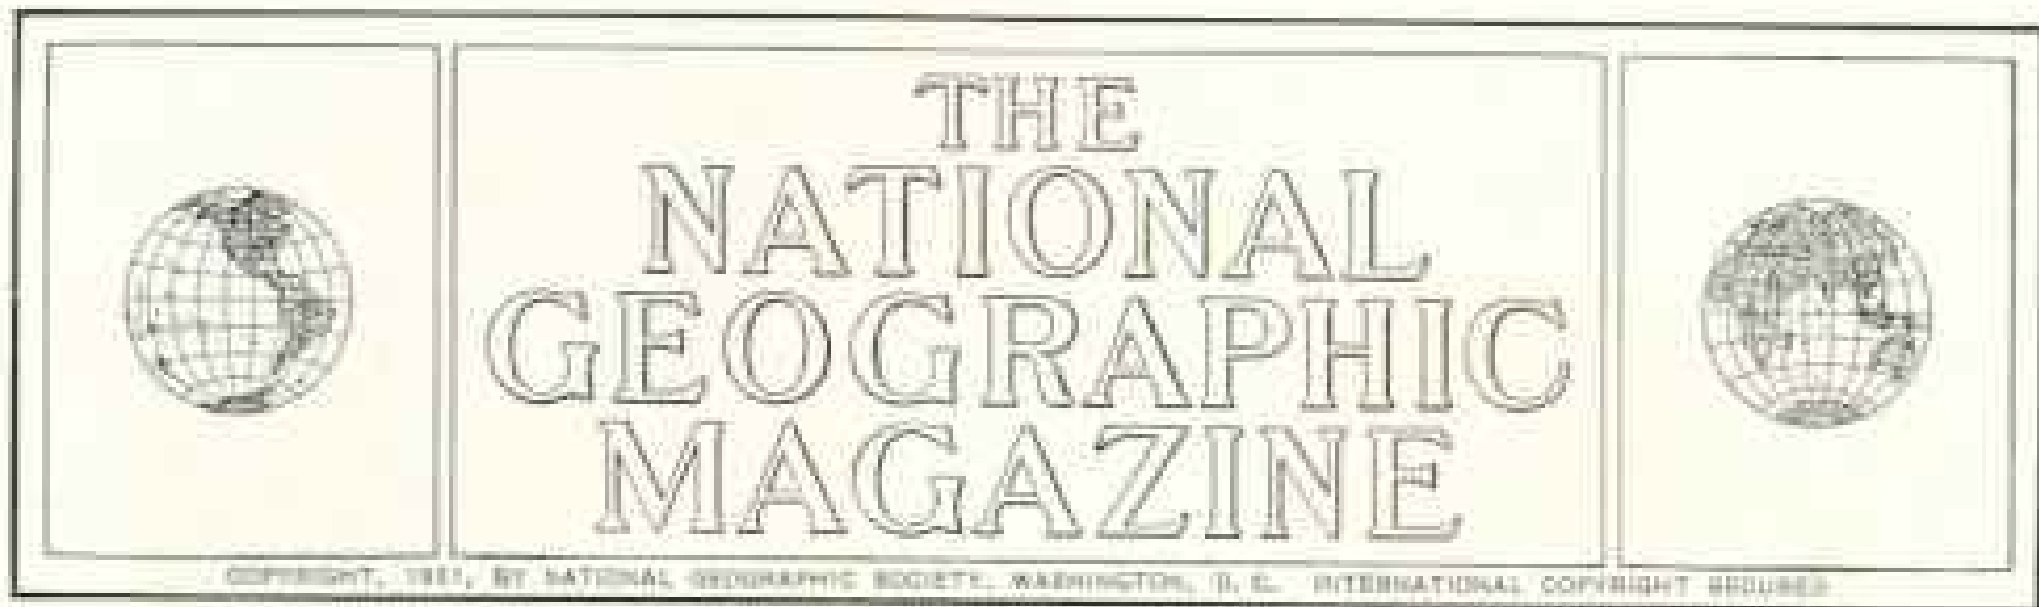 THE
NATIONAL
GEOGRAPHIC
MAGAZINE
COPYRIGHT, BY NATIONAL GEOGRAPHIC SOCIETY, WASHINGTON, D. C. INTERNATIONAL COPYRIGHT SECURED